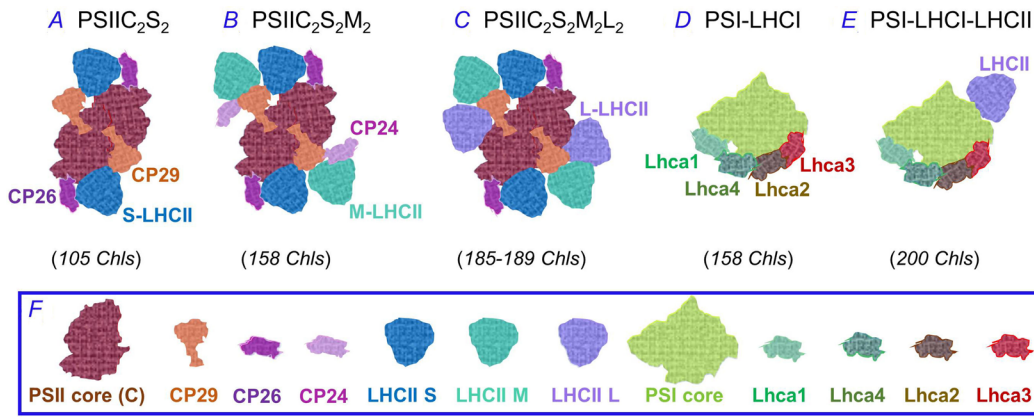 A PSIIC₂S₂
B PSIIC₂S₂M₂
C PSIIC₂S₂M₂L₂
D PSI-LHCI
E PSI-LHCI-LHCII
CP26
CP29
S-LHCII
CP24
M-LHCII
L-LHCII
Lhca1
Lhca4
Lhca2
Lhca3
LHCII
(105 Chls)
(158 Chls)
(185-189 Chls)
(158 Chls)
(200 Chls)
F
PSII core (C)
CP29
CP26
CP24
LHCII S
LHCII M
LHCII L
PSI core
Lhca1
Lhca4
Lhca2
Lhca3